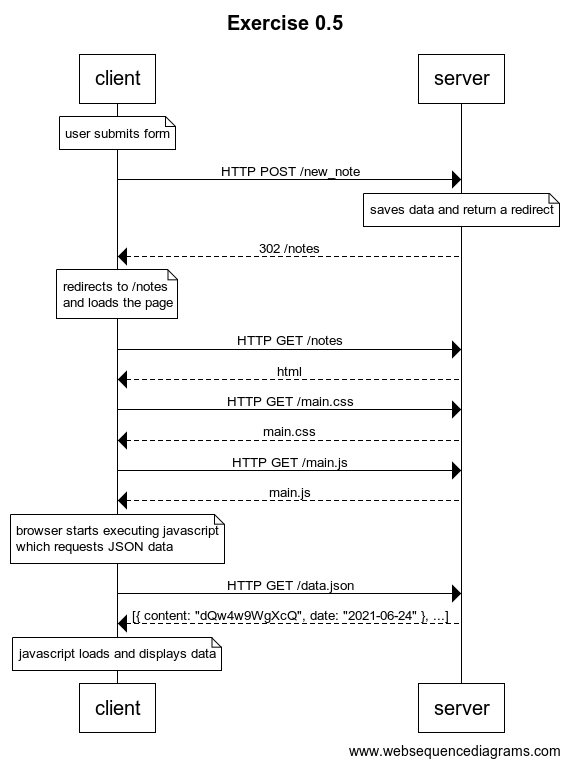 Exercise 0.5
client
server
user submits form
HTTP POST /new_note
saves data and return a redirect
302 /notes
redirects to /notes
and loads the page
HTTP GET /notes
html
HTTP GET /main.css
main.css
HTTP GET /main.js
main.js
browser starts executing javascript
which requests JSON data
HTTP GET /data.json
[{ content: "dQw4w9WgXcQ", date: "2021-06-24" }, ...]
javascript loads and displays data
client
server
www.websequencediagrams.com